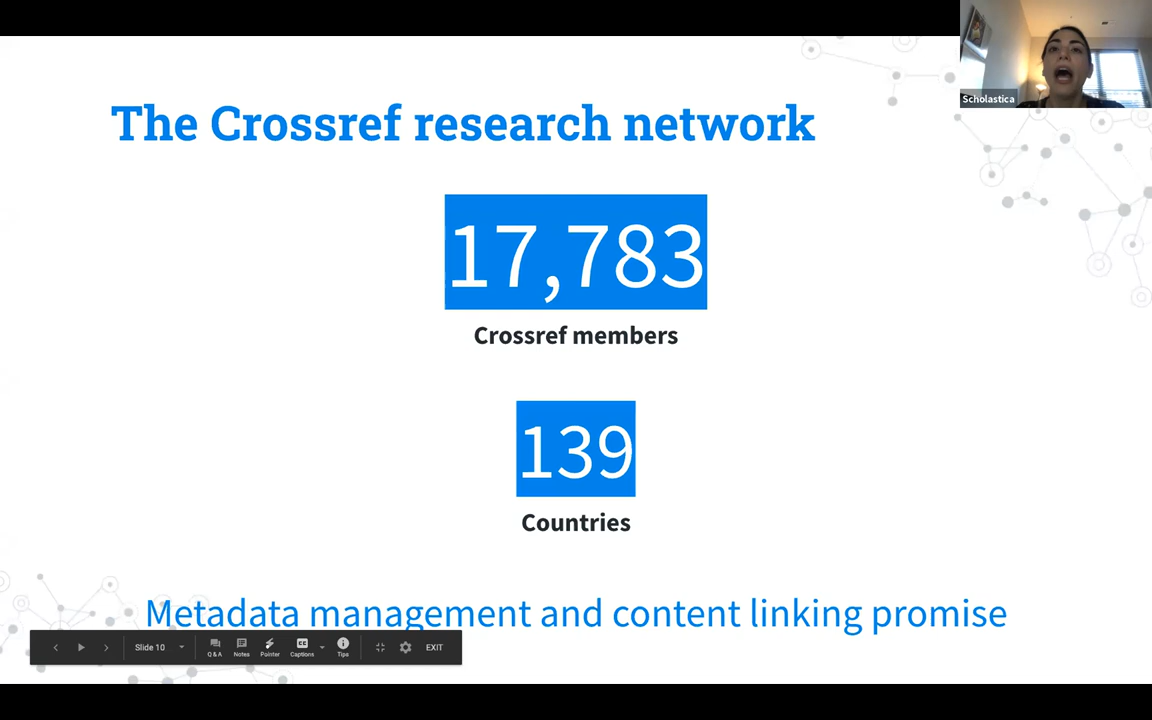 Scholastica
The Crossref research network
17,783
Crossref members
139
Countries
Metadata management and content linking promise
Slide 10
Q & A
Notes
Pointer
CC
Captions
Tips
EXIT